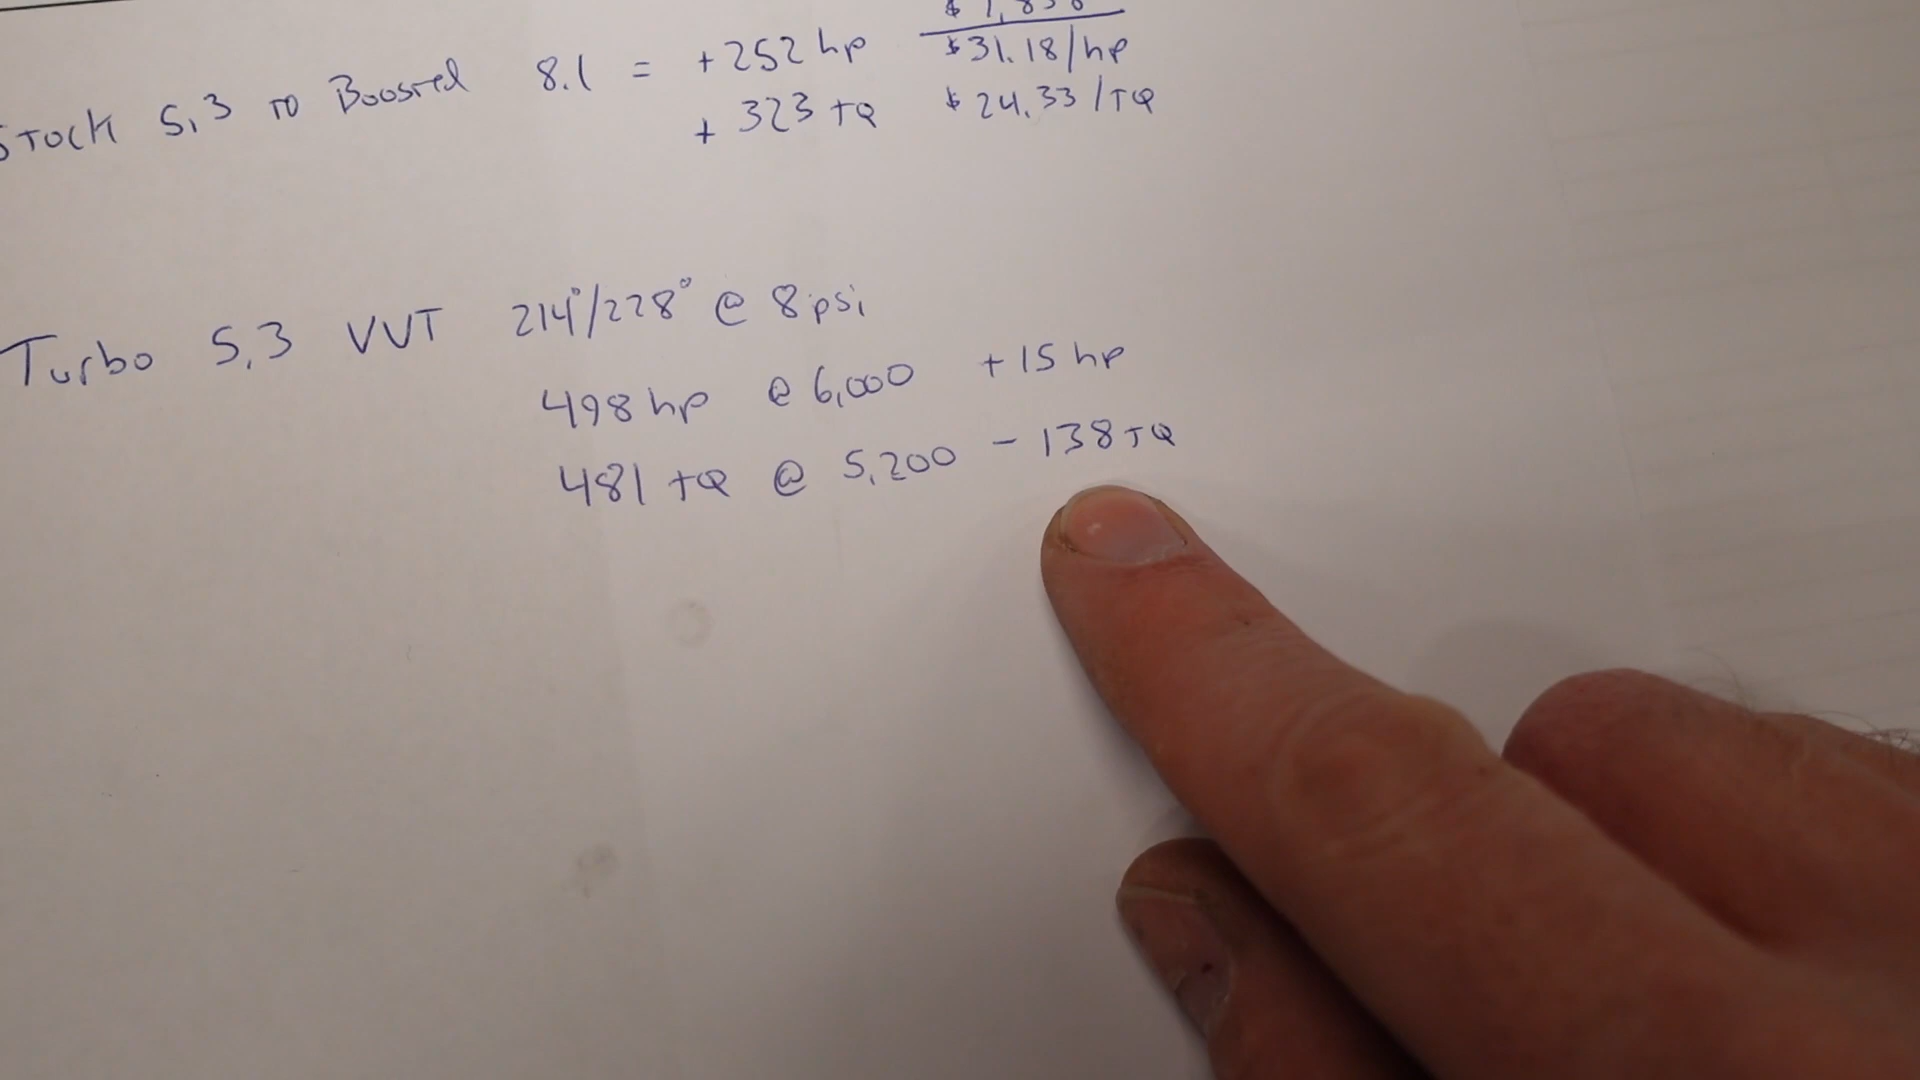 Stock 5.3 to Boosted 8.1 = +252 hp $31.18/hp
+ 323 TQ $24.33/TQ
Turbo 5.3 VVT 214°/228° @ 8psi
498 hp @ 6,000 +15 hp
481 TQ @ 5,200 - 138 TQ